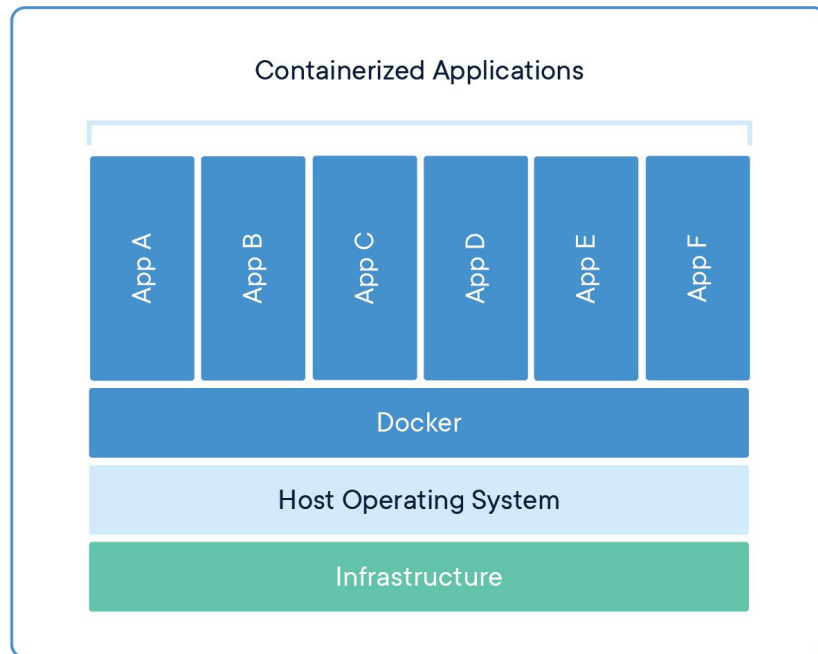 Containerized Applications
App A
App B
App C
App D
App E
App F
Docker
Host Operating System
Infrastructure